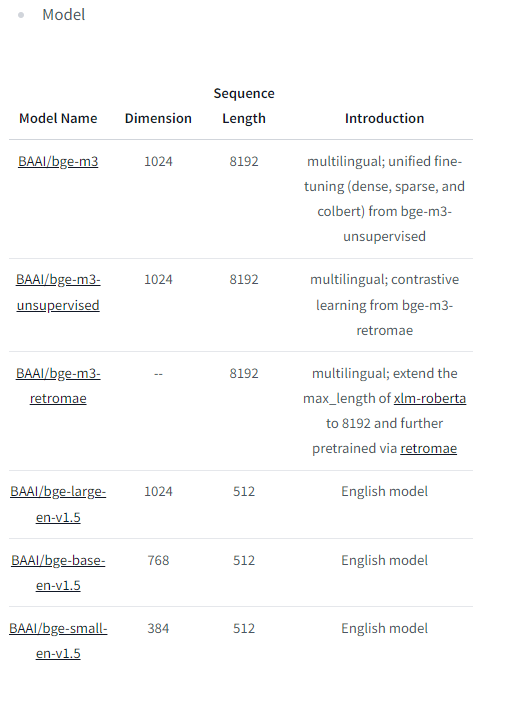 Model
Sequence
Model Name Dimension Length Introduction
BAAI/bge-m3 1024 8192 multilingual; unified fine-
tuning (dense, sparse, and
colbert) from bge-m3-
unsupervised
BAAI/bge-m3- 1024 8192 multilingual; contrastive
unsupervised learning from bge-m3-
retromae
BAAI/bge-m3- -- 8192 multilingual; extend the
retromae max_length of xlm-roberta
to 8192 and further
pretrained via retromae
BAAI/bge-large- 1024 512 English model
en-v1.5
BAAI/bge-base- 768 512 English model
en-v1.5
BAAI/bge-small- 384 512 English model
en-v1.5